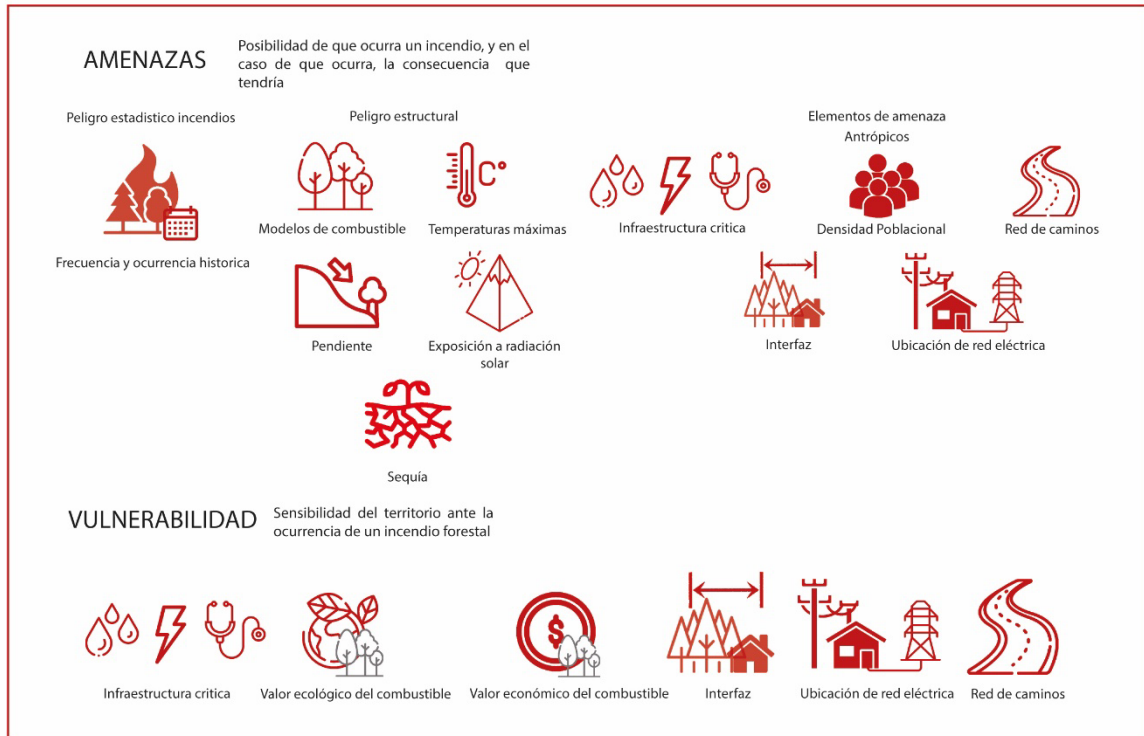 AMENAZAS
Posibilidad de que ocurra un incendio, y en el
caso de que ocurra, la consecuencia que
tendría
Peligro estadistico incendios
Peligro estructural
Elementos de amenaza
Antrópicos
C°
Modelos de combustible
Temperaturas máximas
Infraestructura critica
Densidad Poblacional
Red de caminos
Frecuencia y ocurrencia historica
Pendiente
Exposición a radiación
solar
Interfaz
Ubicación de red eléctrica
Sequía
VULNERABILIDAD
Sensibilidad del territorio ante la
ocurrencia de un incendio forestal
$
Infraestructura critica
Valor ecológico del combustible
Valor económico del combustible
Interfaz
Ubicación de red eléctrica
Red de caminos